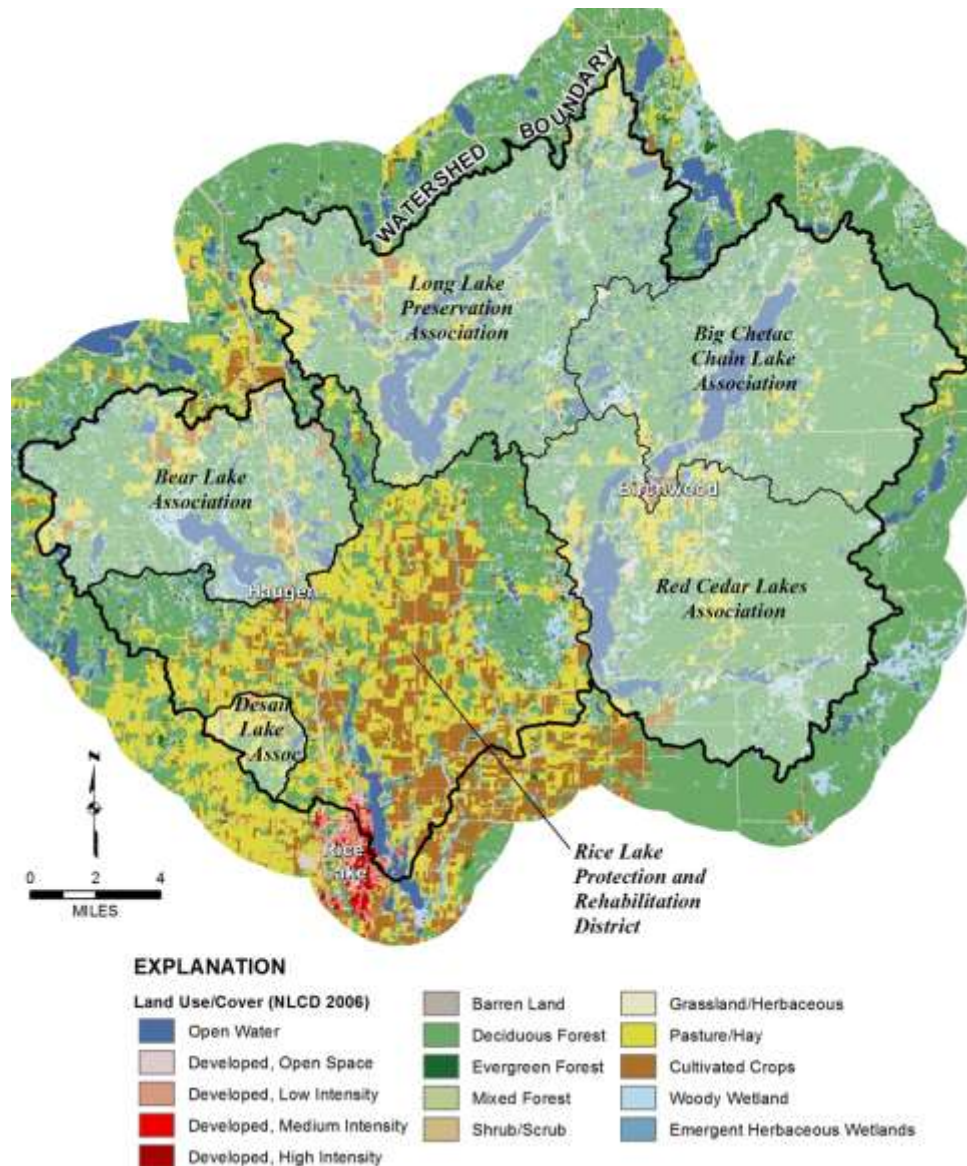 WATERSHED BOUNDARY
Long Lake
Preservation
Association
Big Chetac
Chain Lake
Association
Bear Lake
Association
Birchwood
Red Cedar Lakes
Association
Haugen
Desair
Lake
Assoc
Rice
Lake
Rice Lake
Protection and
Rehabilitation
District
z
0 2 4
MILES
EXPLANATION
Land Use/Cover (NLCD 2006)
Open Water
Developed, Open Space
Developed, Low Intensity
Developed, Medium Intensity
Developed, High Intensity
Barren Land
Deciduous Forest
Evergreen Forest
Mixed Forest
Shrub/Scrub
Grassland/Herbaceous
Pasture/Hay
Cultivated Crops
Woody Wetland
Emergent Herbaceous Wetlands